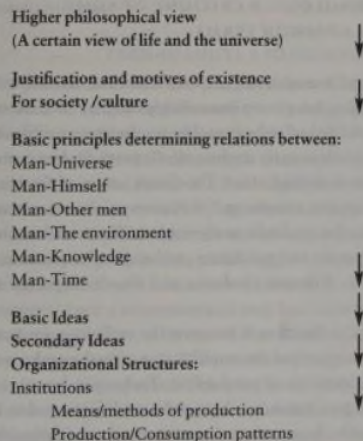 Higher philosophical view
(A certain view of life and the universe)
Justification and motives of existence
For society /culture
Basic principles determining relations between:
Man-Universe
Man-Himself
Man-Other men
Man-The environment
Man-Knowledge
Man-Time
Basic Ideas
Secondary Ideas
Organizational Structures:
Institutions
Means/methods of production
Production/Consumption patterns